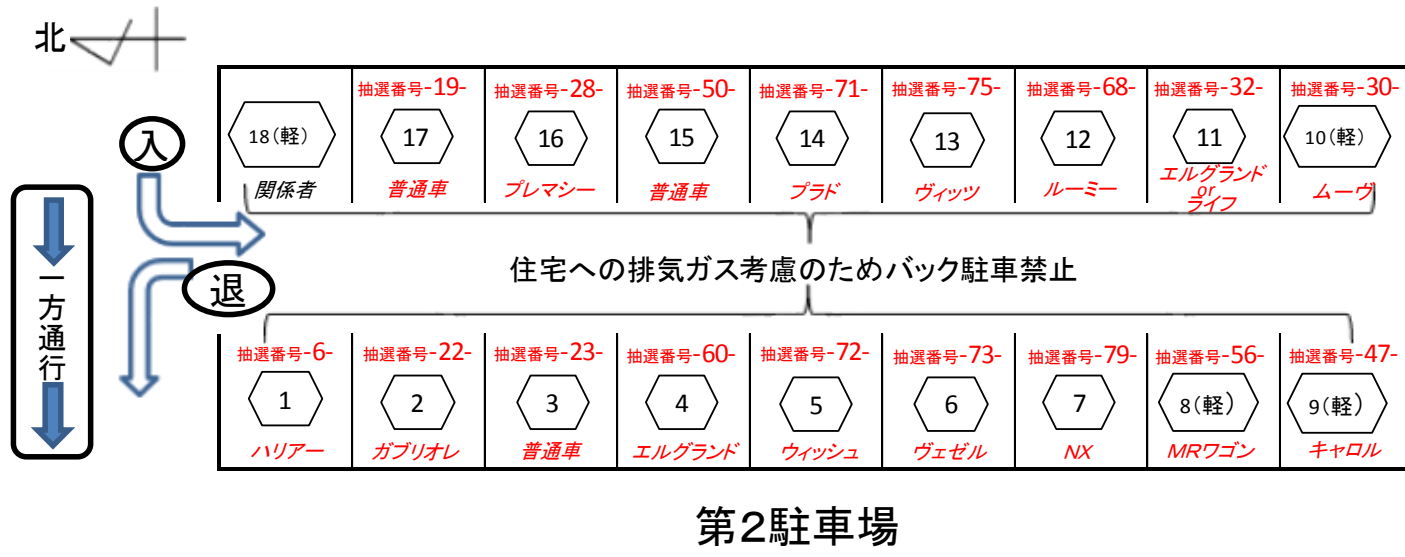 北
抽選番号-19-
抽選番号-28-
抽選番号-50-
抽選番号-71-
抽選番号-75-
抽選番号-68-
抽選番号-32-
抽選番号-30-
18(軽)
17
16
15
14
13
12
11
10(軽)
関係者
普通車
プレマシー
普通車
プラド
ヴィッツ
ルーミー
エルグランド
or
ライフ
ムーヴ
入
一方通行
退
住宅への排気ガス考慮のためバック駐車禁止
抽選番号-6-
抽選番号-22-
抽選番号-23-
抽選番号-60-
抽選番号-72-
抽選番号-73-
抽選番号-79-
抽選番号-56-
抽選番号-47-
1
2
3
4
5
6
7
8(軽)
9(軽)
ハリアー
ガブリオレ
普通車
エルグランド
ウィッシュ
ヴェゼル
NX
MRワゴン
キャロル
第2駐車場